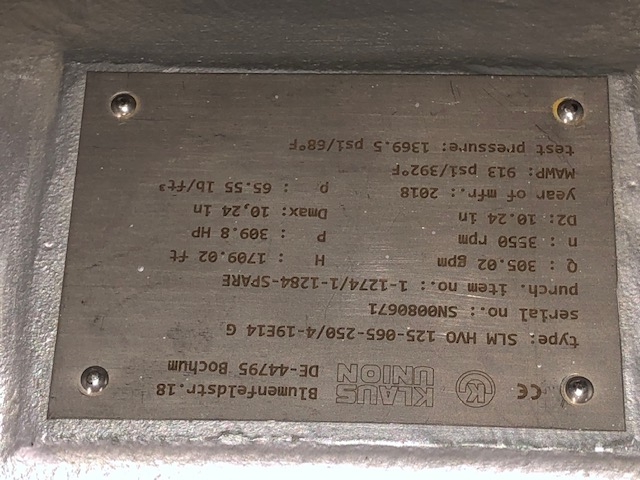 CE KLAUS UNION Blumenfeldstr.18
DE-44795 Bochum
type: SLM HVO 125-065-250/4-19E14 G
serial no.: SN0080671
purch. item no.: 1-1274/1-1284-SPARE
Q : 305.02 gpm H : 1709.02 ft
n : 3550 rpm P : 309.8 HP
D2: 10.24 in Dmax: 10,24 in
year of mfr.: 2018 ρ : 65.55 lb/ft³
MAWP: 913 psi/392°F
test pressure: 1369.5 psi/68°F